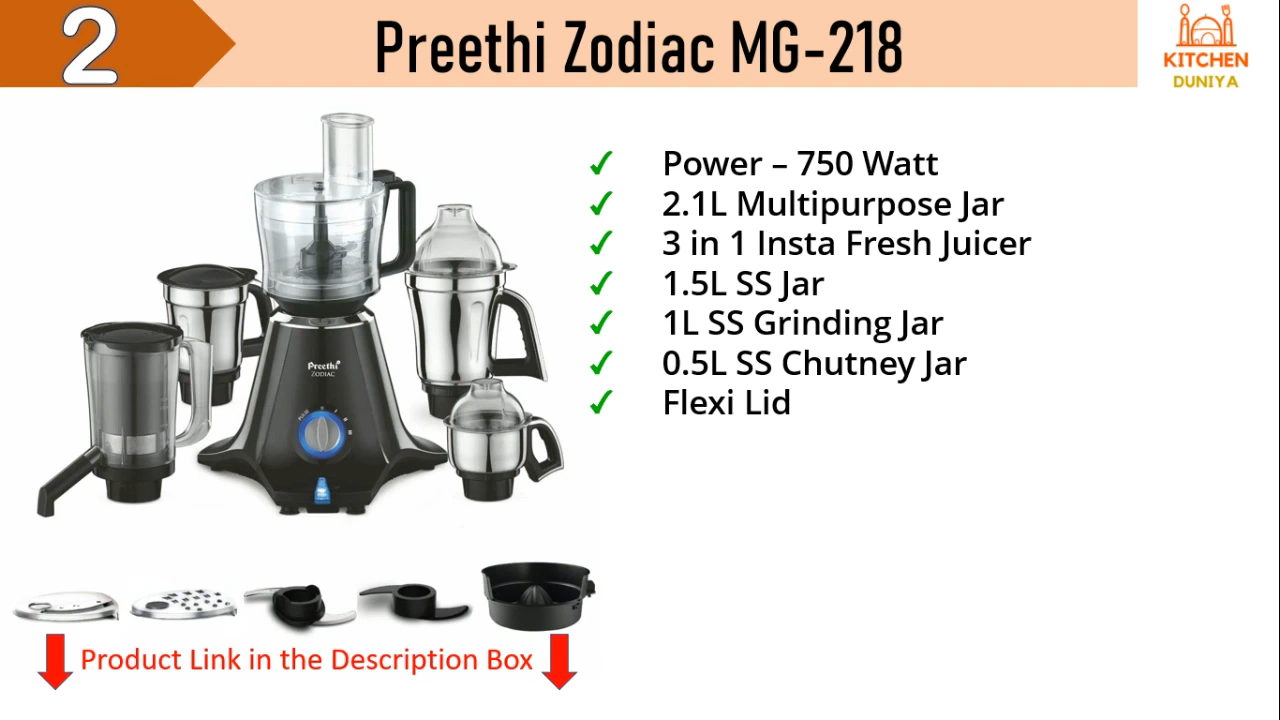 2
Preethi Zodiac MG-218
KITCHEN
DUNIYA
✓ Power – 750 Watt
✓ 2.1L Multipurpose Jar
✓ 3 in 1 Insta Fresh Juicer
✓ 1.5L SS Jar
✓ 1L SS Grinding Jar
✓ 0.5L SS Chutney Jar
✓ Flexi Lid
Preethi
ZODIAC
Product Link in the Description Box